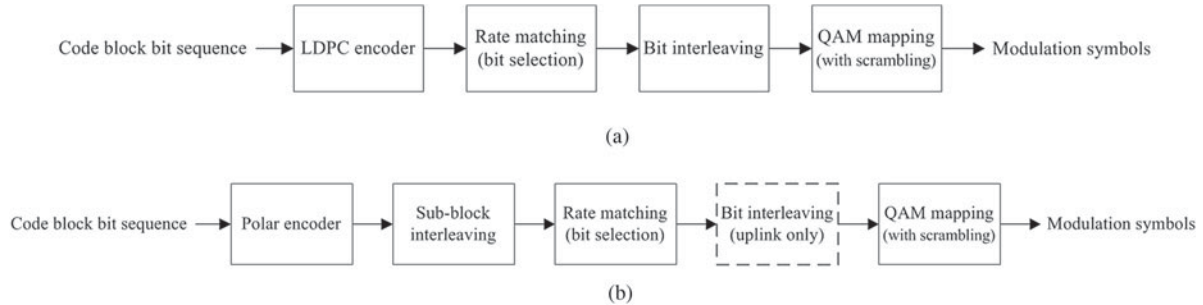 Code block bit sequence
LDPC encoder
Rate matching
(bit selection)
Bit interleaving
QAM mapping
(with scrambling)
Modulation symbols
(a)
Code block bit sequence
Polar encoder
Sub-block
interleaving
Rate matching
(bit selection)
Bit interleaving
(uplink only)
QAM mapping
(with scrambling)
Modulation symbols
(b)